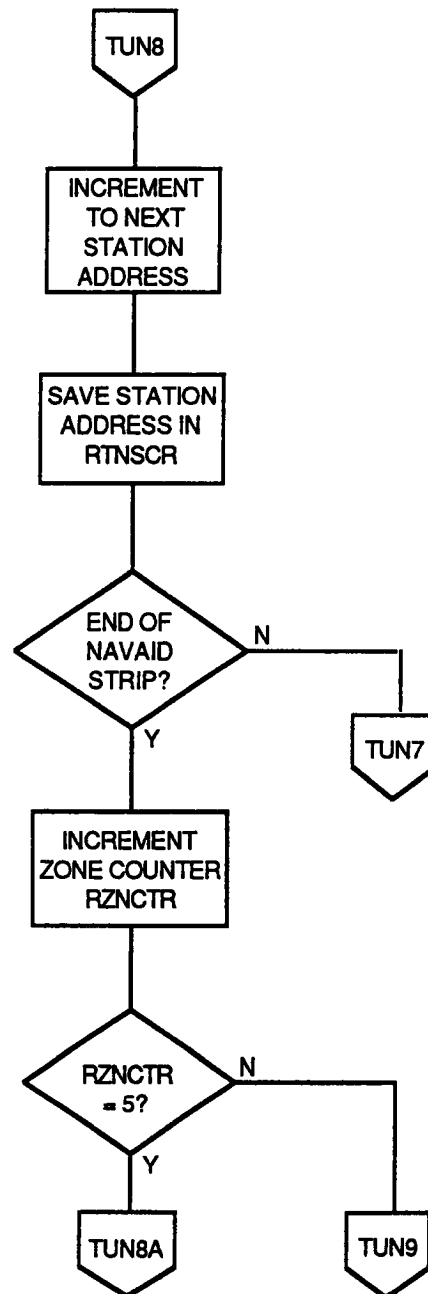 TUN8
INCREMENT
TO NEXT
STATION
ADDRESS
SAVE STATION
ADDRESS IN
RTNSCR
END OF
NAVAID
STRIP?
N
Y
TUN7
INCREMENT
ZONE COUNTER
RZNCTR
RZNCTR
= 5?
N
Y
TUN8A
TUN9